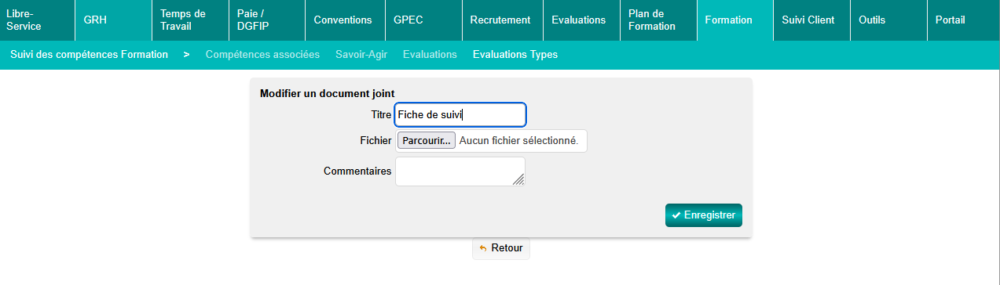 Libre-
Service
GRH
Temps de
Travail
Paie /
DGFIP
Conventions
GPEC
Recrutement
Evaluations
Plan de
Formation
Formation
Suivi Client
Outils
Portail
Suivi des compétences Formation > Compétences associées Savoir-Agir Evaluations Evaluations Types
Modifier un document joint
Titre Fiche de suivi
Fichier Parcourir... Aucun fichier sélectionné.
Commentaires
Enregistrer
Retour